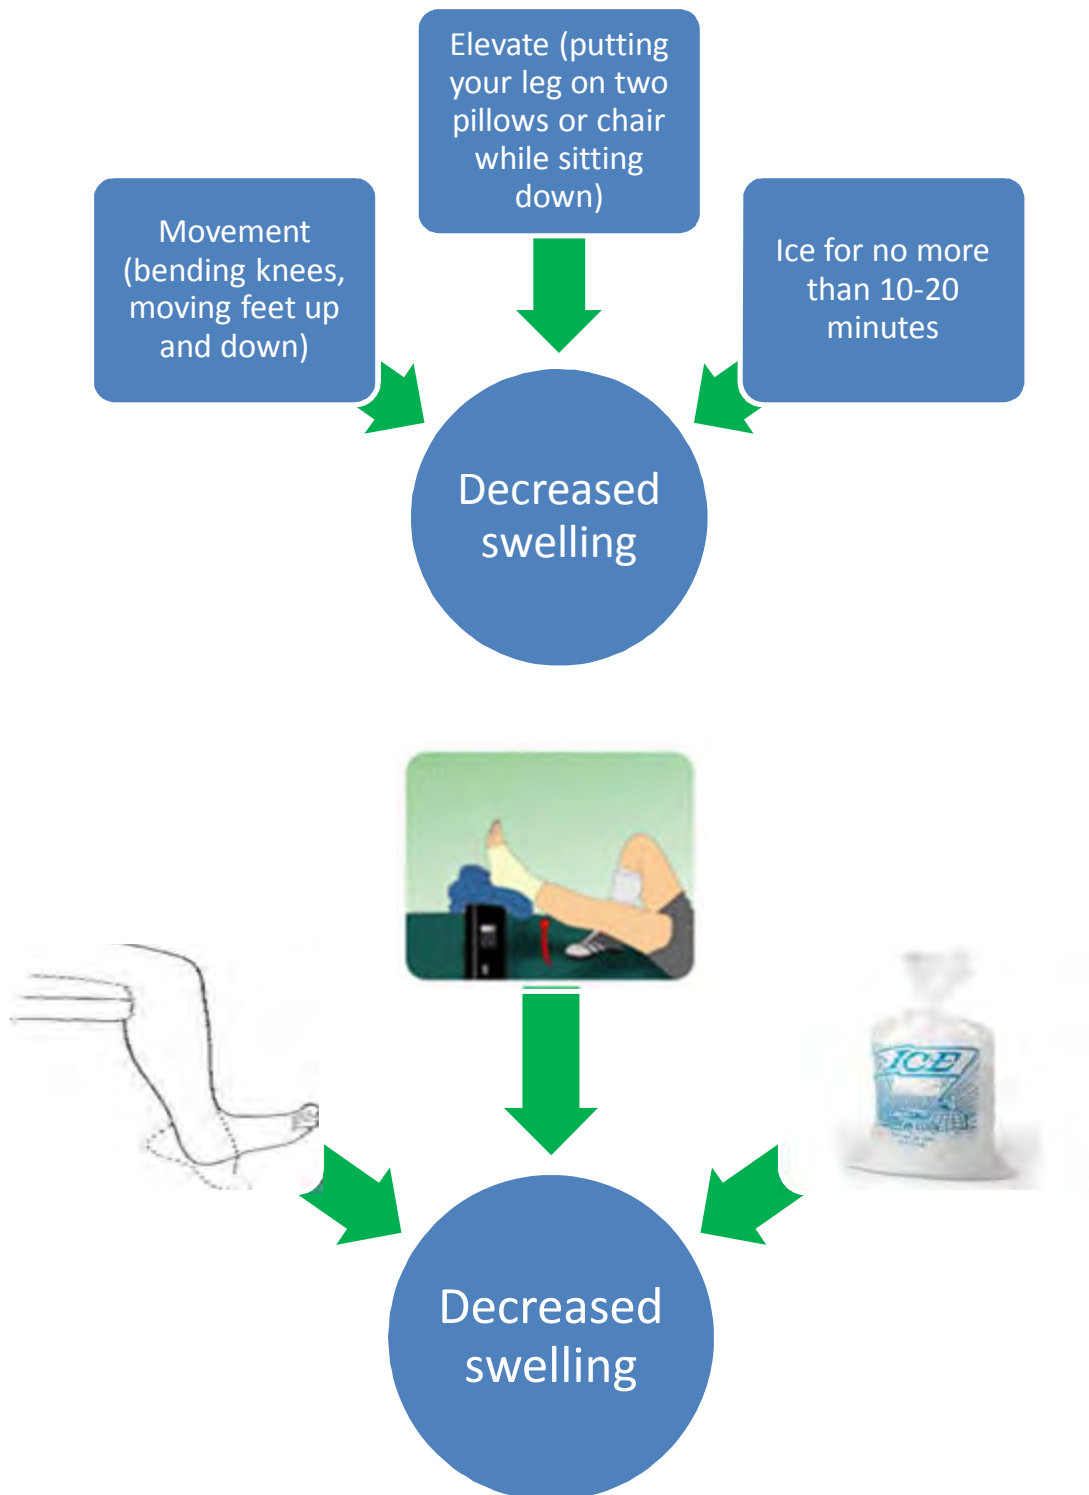 Elevate (putting
your leg on two
pillows or chair
while sitting
down)
Movement
(bending knees,
moving feet up
and down)
Ice for no more
than 10-20
minutes
Decreased
swelling
ICE
Decreased
swelling